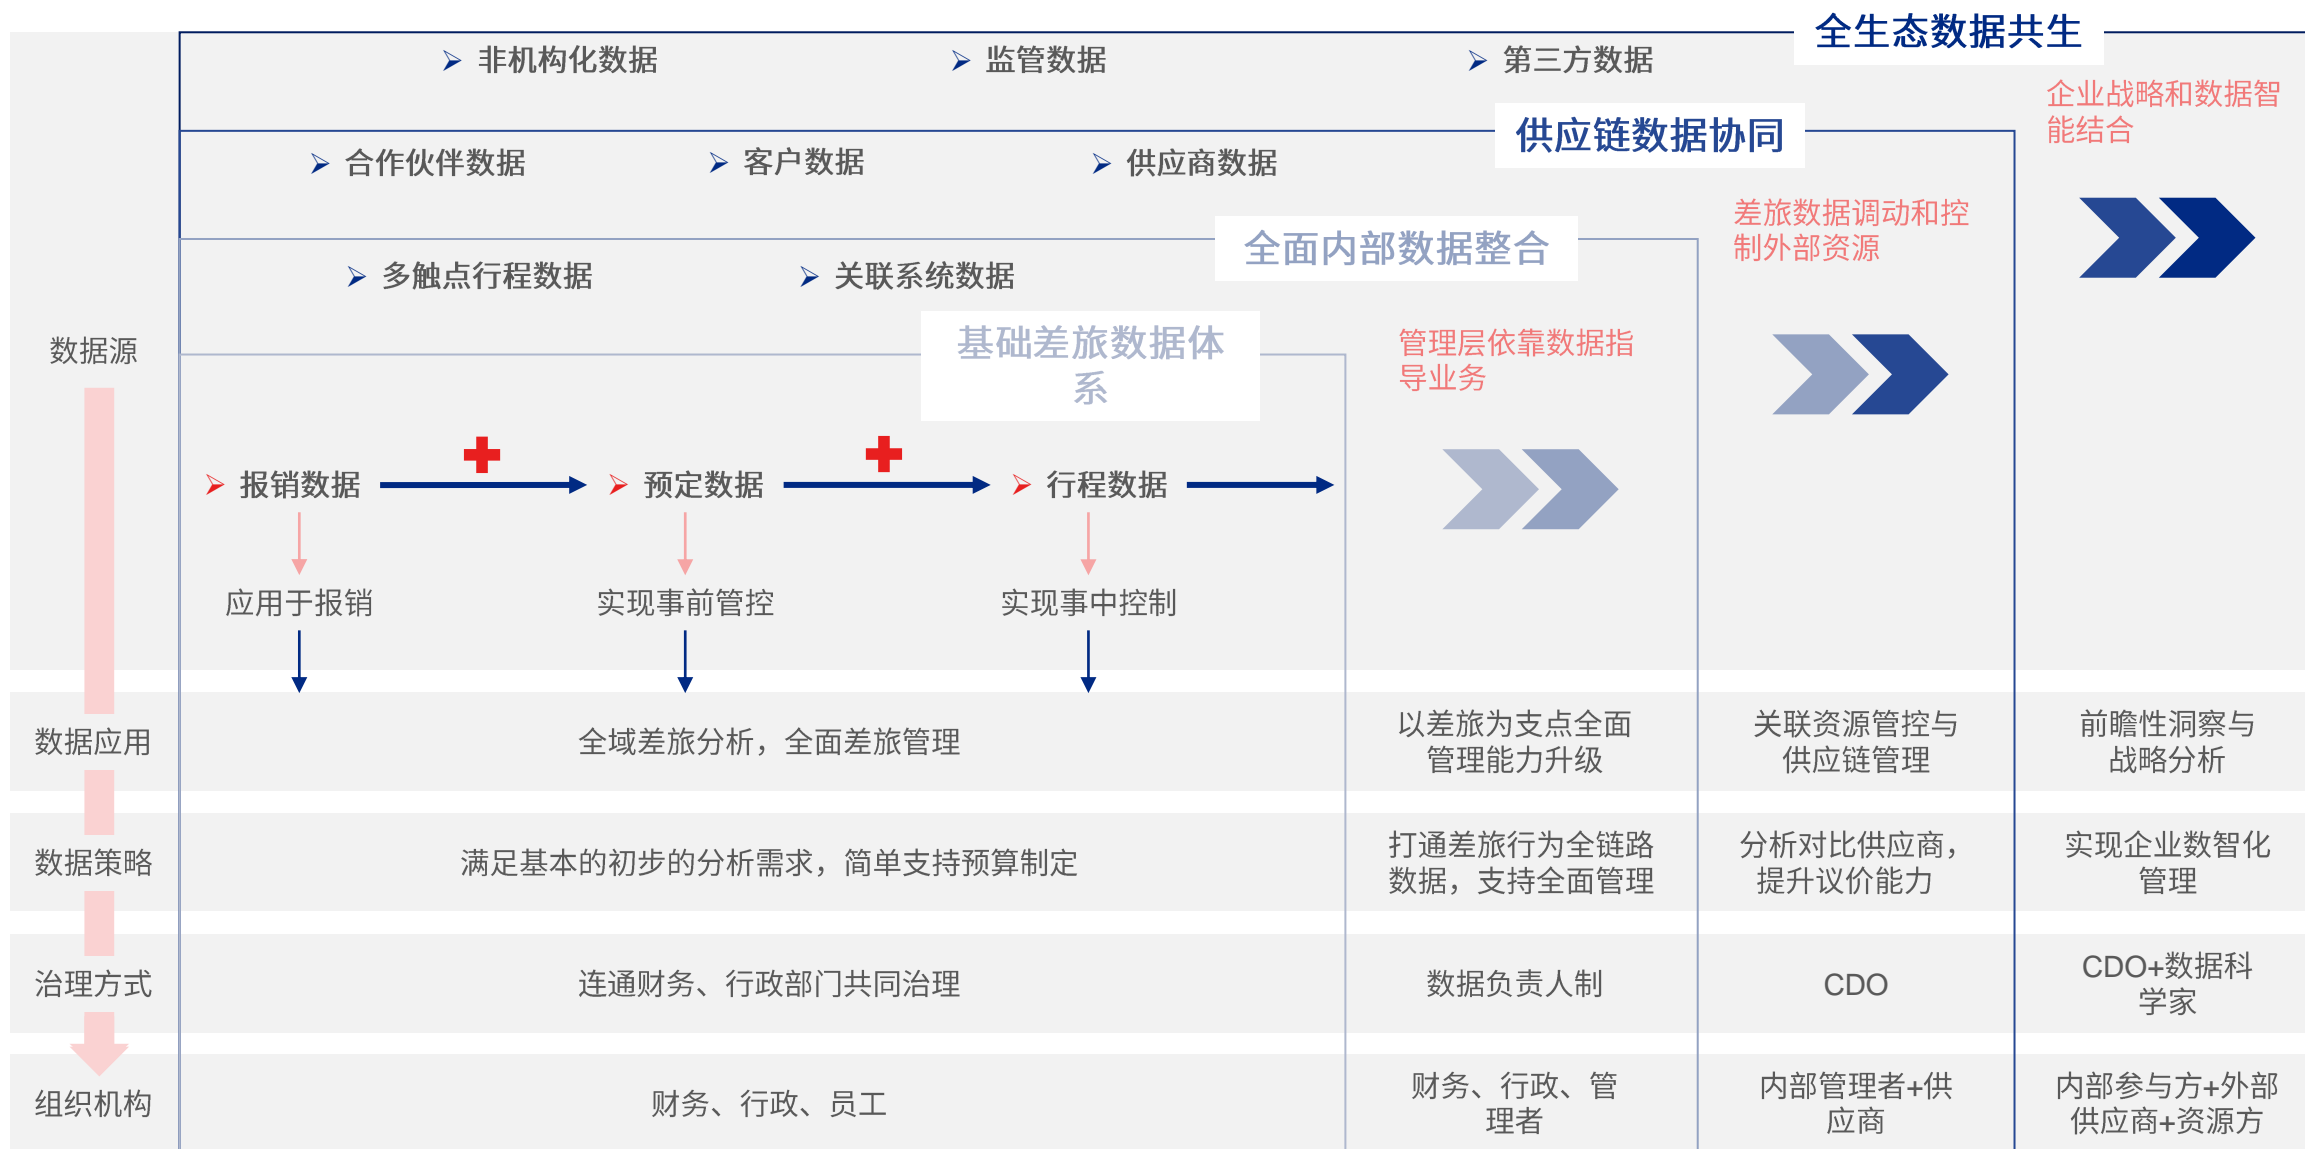 全生态数据共生
非机构化数据
监管数据
第三方数据
企业战略和数据智
能结合
供应链数据协同
合作伙伴数据
客户数据
供应商数据
差旅数据调动和控
制外部资源
全面内部数据整合
多触点行程数据
关联系统数据
基础差旅数据体
系
管理层依靠数据指
导业务
数据源
报销数据
预定数据
行程数据
应用于报销
实现事前管控
实现事中控制
数据应用
全域差旅分析，全面差旅管理
以差旅为支点全面
管理能力升级
关联资源管控与
供应链管理
前瞻性洞察与
战略分析
数据策略
满足基本的初步的分析需求，简单支持预算制定
打通差旅行为全链路
数据，支持全面管理
分析对比供应商，
提升议价能力
实现企业数智化
管理
治理方式
连通财务、行政部门共同治理
数据负责人制
CDO
CDO+数据科
学家
组织机构
财务、行政、员工
财务、行政、管
理者
内部管理者+供
应商
内部参与方+外部
供应商+资源方